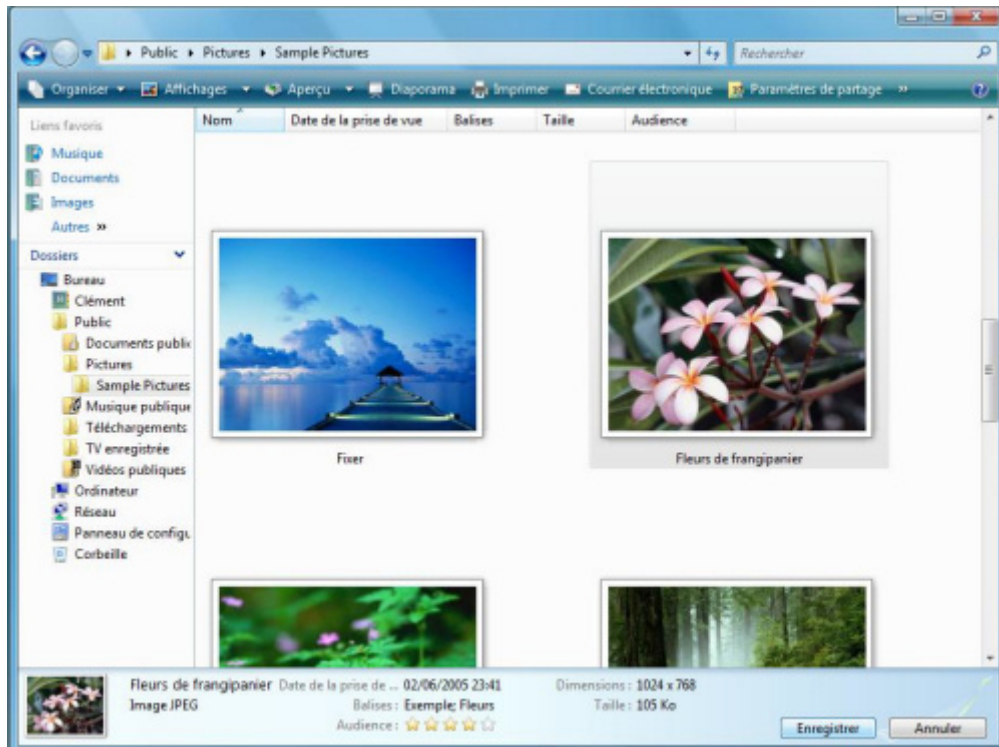 Public ▸ Pictures ▸ Sample Pictures
Rechercher
Organiser Affichages Aperçu Diaporama Imprimer Courrier électronique Paramètres de partage »
Liens favoris
Musique
Documents
Images
Autres »
Dossiers
Bureau
Clément
Public
Documents public
Pictures
Sample Pictures
Musique publique
Téléchargements
TV enregistrée
Vidéos publiques
Ordinateur
Réseau
Panneau de configu
Corbeille
Nom Date de la prise de vue Balises Taille Audience
Fixer
Fleurs de frangipanier
Fleurs de frangipanier Date de la prise de ... 02/06/2005 23:41 Dimensions : 1024 x 768
Image JPEG Balises : Exemple; Fleurs Taille : 105 Ko
Audience :
Enregistrer Annuler